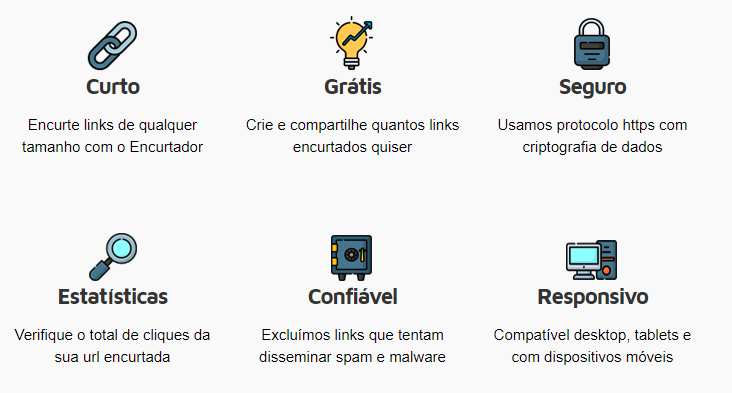 Curto
Encurte links de qualquer
tamanho com o Encurtador
Grátis
Crie e compartilhe quantos links
encurtados quiser
Seguro
Usamos protocolo https com
criptografia de dados
Estatísticas
Verifique o total de cliques da
sua url encurtada
Confiável
Excluímos links que tentam
disseminar spam e malware
Responsivo
Compatível desktop, tablets e
com dispositivos móveis